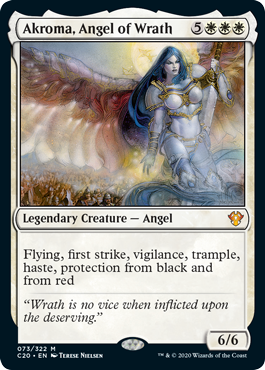 Akroma, Angel of Wrath 5
Legendary Creature — Angel
Flying, first strike, vigilance, trample,
haste, protection from black and
from red
“Wrath is no vice when inflicted upon
the deserving.”
6/6
073/322 M
C20 • EN Terese Nielsen
™ & © 2020 Wizards of the Coast